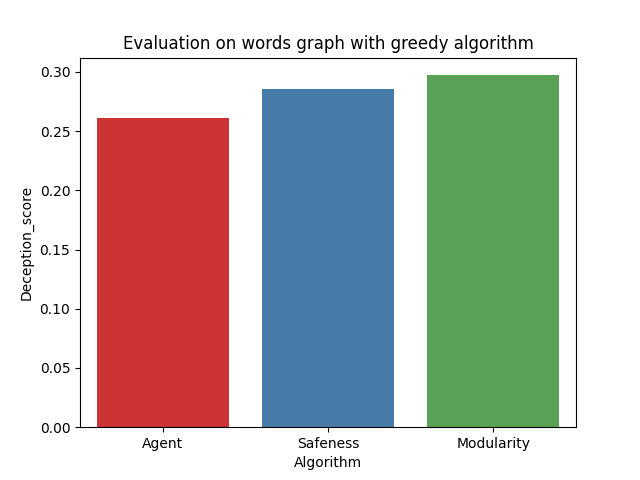 Evaluation on words graph with greedy algorithm
0.30
0.25
0.20
0.15
0.10
0.05
0.00
Deception_score
Agent
Safeness
Modularity
Algorithm